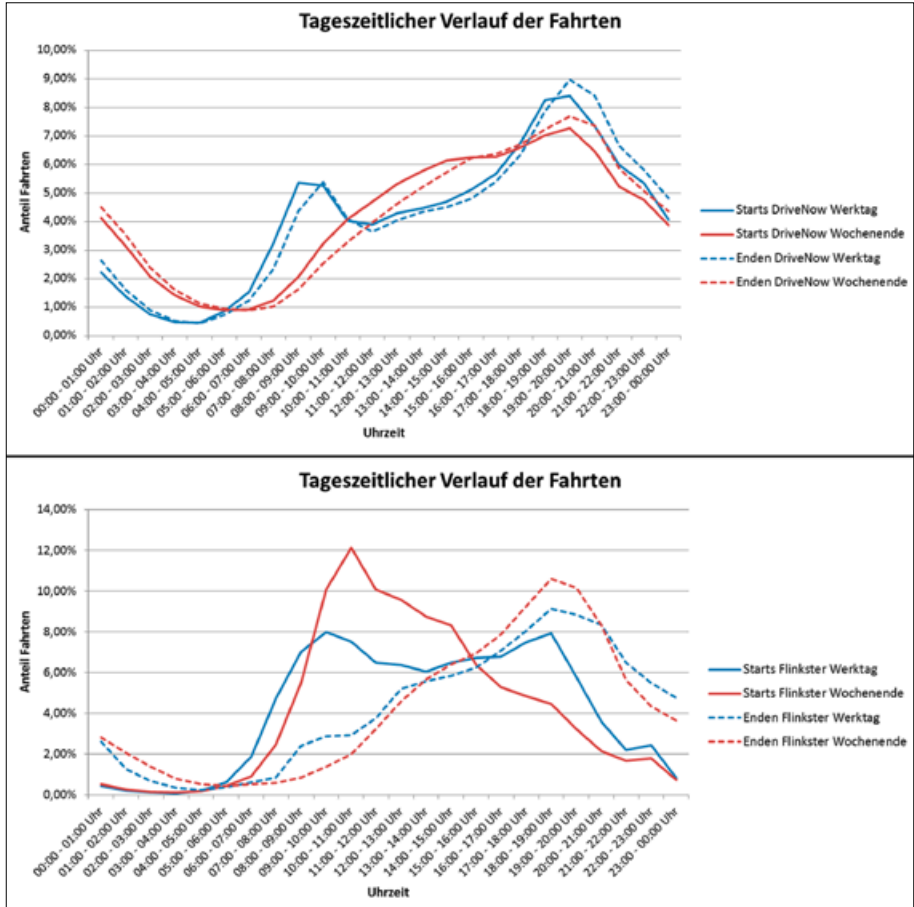 Tageszeitlicher Verlauf der Fahrten
10,00%
9,00%
8,00%
7,00%
6,00%
5,00%
4,00%
3,00%
2,00%
1,00%
0,00%
Anteil Fahrten
Starts DriveNow Werktag
Starts DriveNow Wochenende
Enden DriveNow Werktag
Enden DriveNow Wochenende
00:00 - 01:00 Uhr
01:00 - 02:00 Uhr
02:00 - 03:00 Uhr
03:00 - 04:00 Uhr
04:00 - 05:00 Uhr
05:00 - 06:00 Uhr
06:00 - 07:00 Uhr
07:00 - 08:00 Uhr
08:00 - 09:00 Uhr
09:00 - 10:00 Uhr
10:00 - 11:00 Uhr
11:00 - 12:00 Uhr
12:00 - 13:00 Uhr
13:00 - 14:00 Uhr
14:00 - 15:00 Uhr
15:00 - 16:00 Uhr
16:00 - 17:00 Uhr
17:00 - 18:00 Uhr
18:00 - 19:00 Uhr
19:00 - 20:00 Uhr
20:00 - 21:00 Uhr
21:00 - 22:00 Uhr
22:00 - 23:00 Uhr
23:00 - 00:00 Uhr
Uhrzeit
Tageszeitlicher Verlauf der Fahrten
14,00%
12,00%
10,00%
8,00%
6,00%
4,00%
2,00%
0,00%
Anteil Fahrten
Starts Flinkster Werktag
Starts Flinkster Wochenende
Enden Flinkster Werktag
Enden Flinkster Wochenende
00:00 - 01:00 Uhr
01:00 - 02:00 Uhr
02:00 - 03:00 Uhr
03:00 - 04:00 Uhr
04:00 - 05:00 Uhr
05:00 - 06:00 Uhr
06:00 - 07:00 Uhr
07:00 - 08:00 Uhr
08:00 - 09:00 Uhr
09:00 - 10:00 Uhr
10:00 - 11:00 Uhr
11:00 - 12:00 Uhr
12:00 - 13:00 Uhr
13:00 - 14:00 Uhr
14:00 - 15:00 Uhr
15:00 - 16:00 Uhr
16:00 - 17:00 Uhr
17:00 - 18:00 Uhr
18:00 - 19:00 Uhr
19:00 - 20:00 Uhr
20:00 - 21:00 Uhr
21:00 - 22:00 Uhr
22:00 - 23:00 Uhr
23:00 - 00:00 Uhr
Uhrzeit